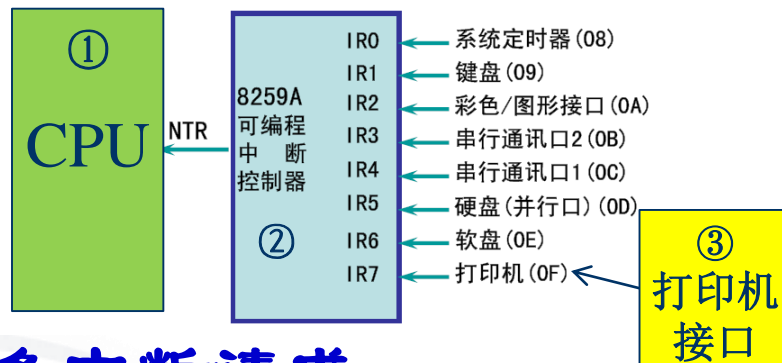 ①
CPU
NTR
8259A
可编程
中 断
控制器
②
IR0
IR1
IR2
IR3
IR4
IR5
IR6
IR7
系统定时器(08)
键盘(09)
彩色/图形接口(0A)
串行通讯口2(0B)
串行通讯口1(0C)
硬盘(并行口)(0D)
软盘(0E)
打印机(0F)
③
打印机
接口